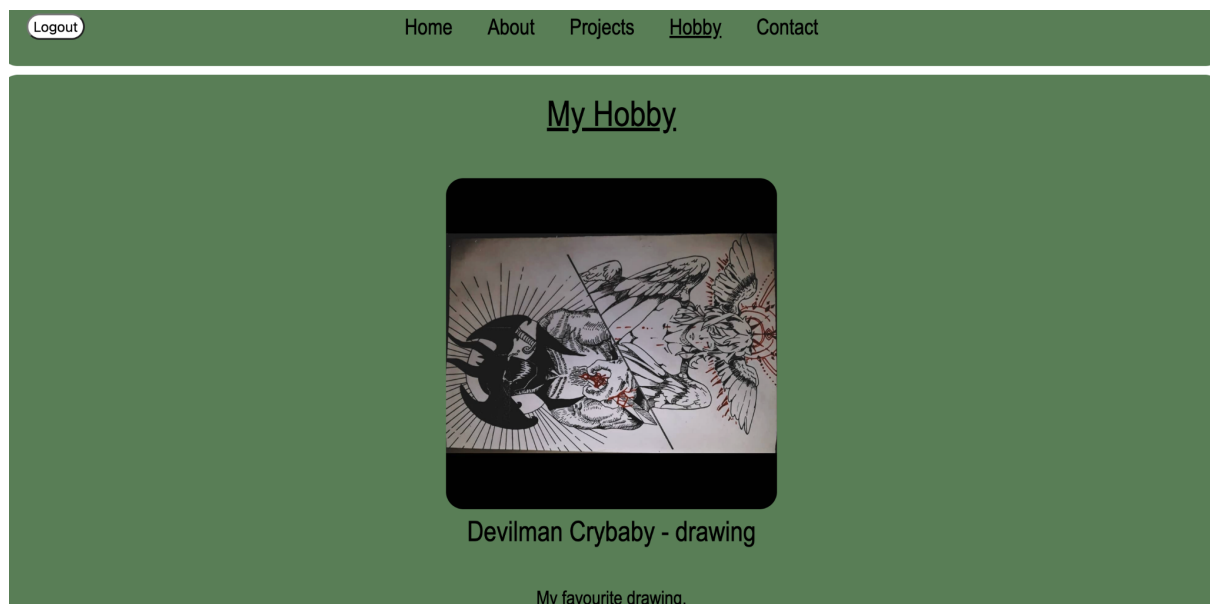 Logout Home About Projects Hobby Contact
My Hobby
Devilman Crybaby - drawing
My favourite drawing.